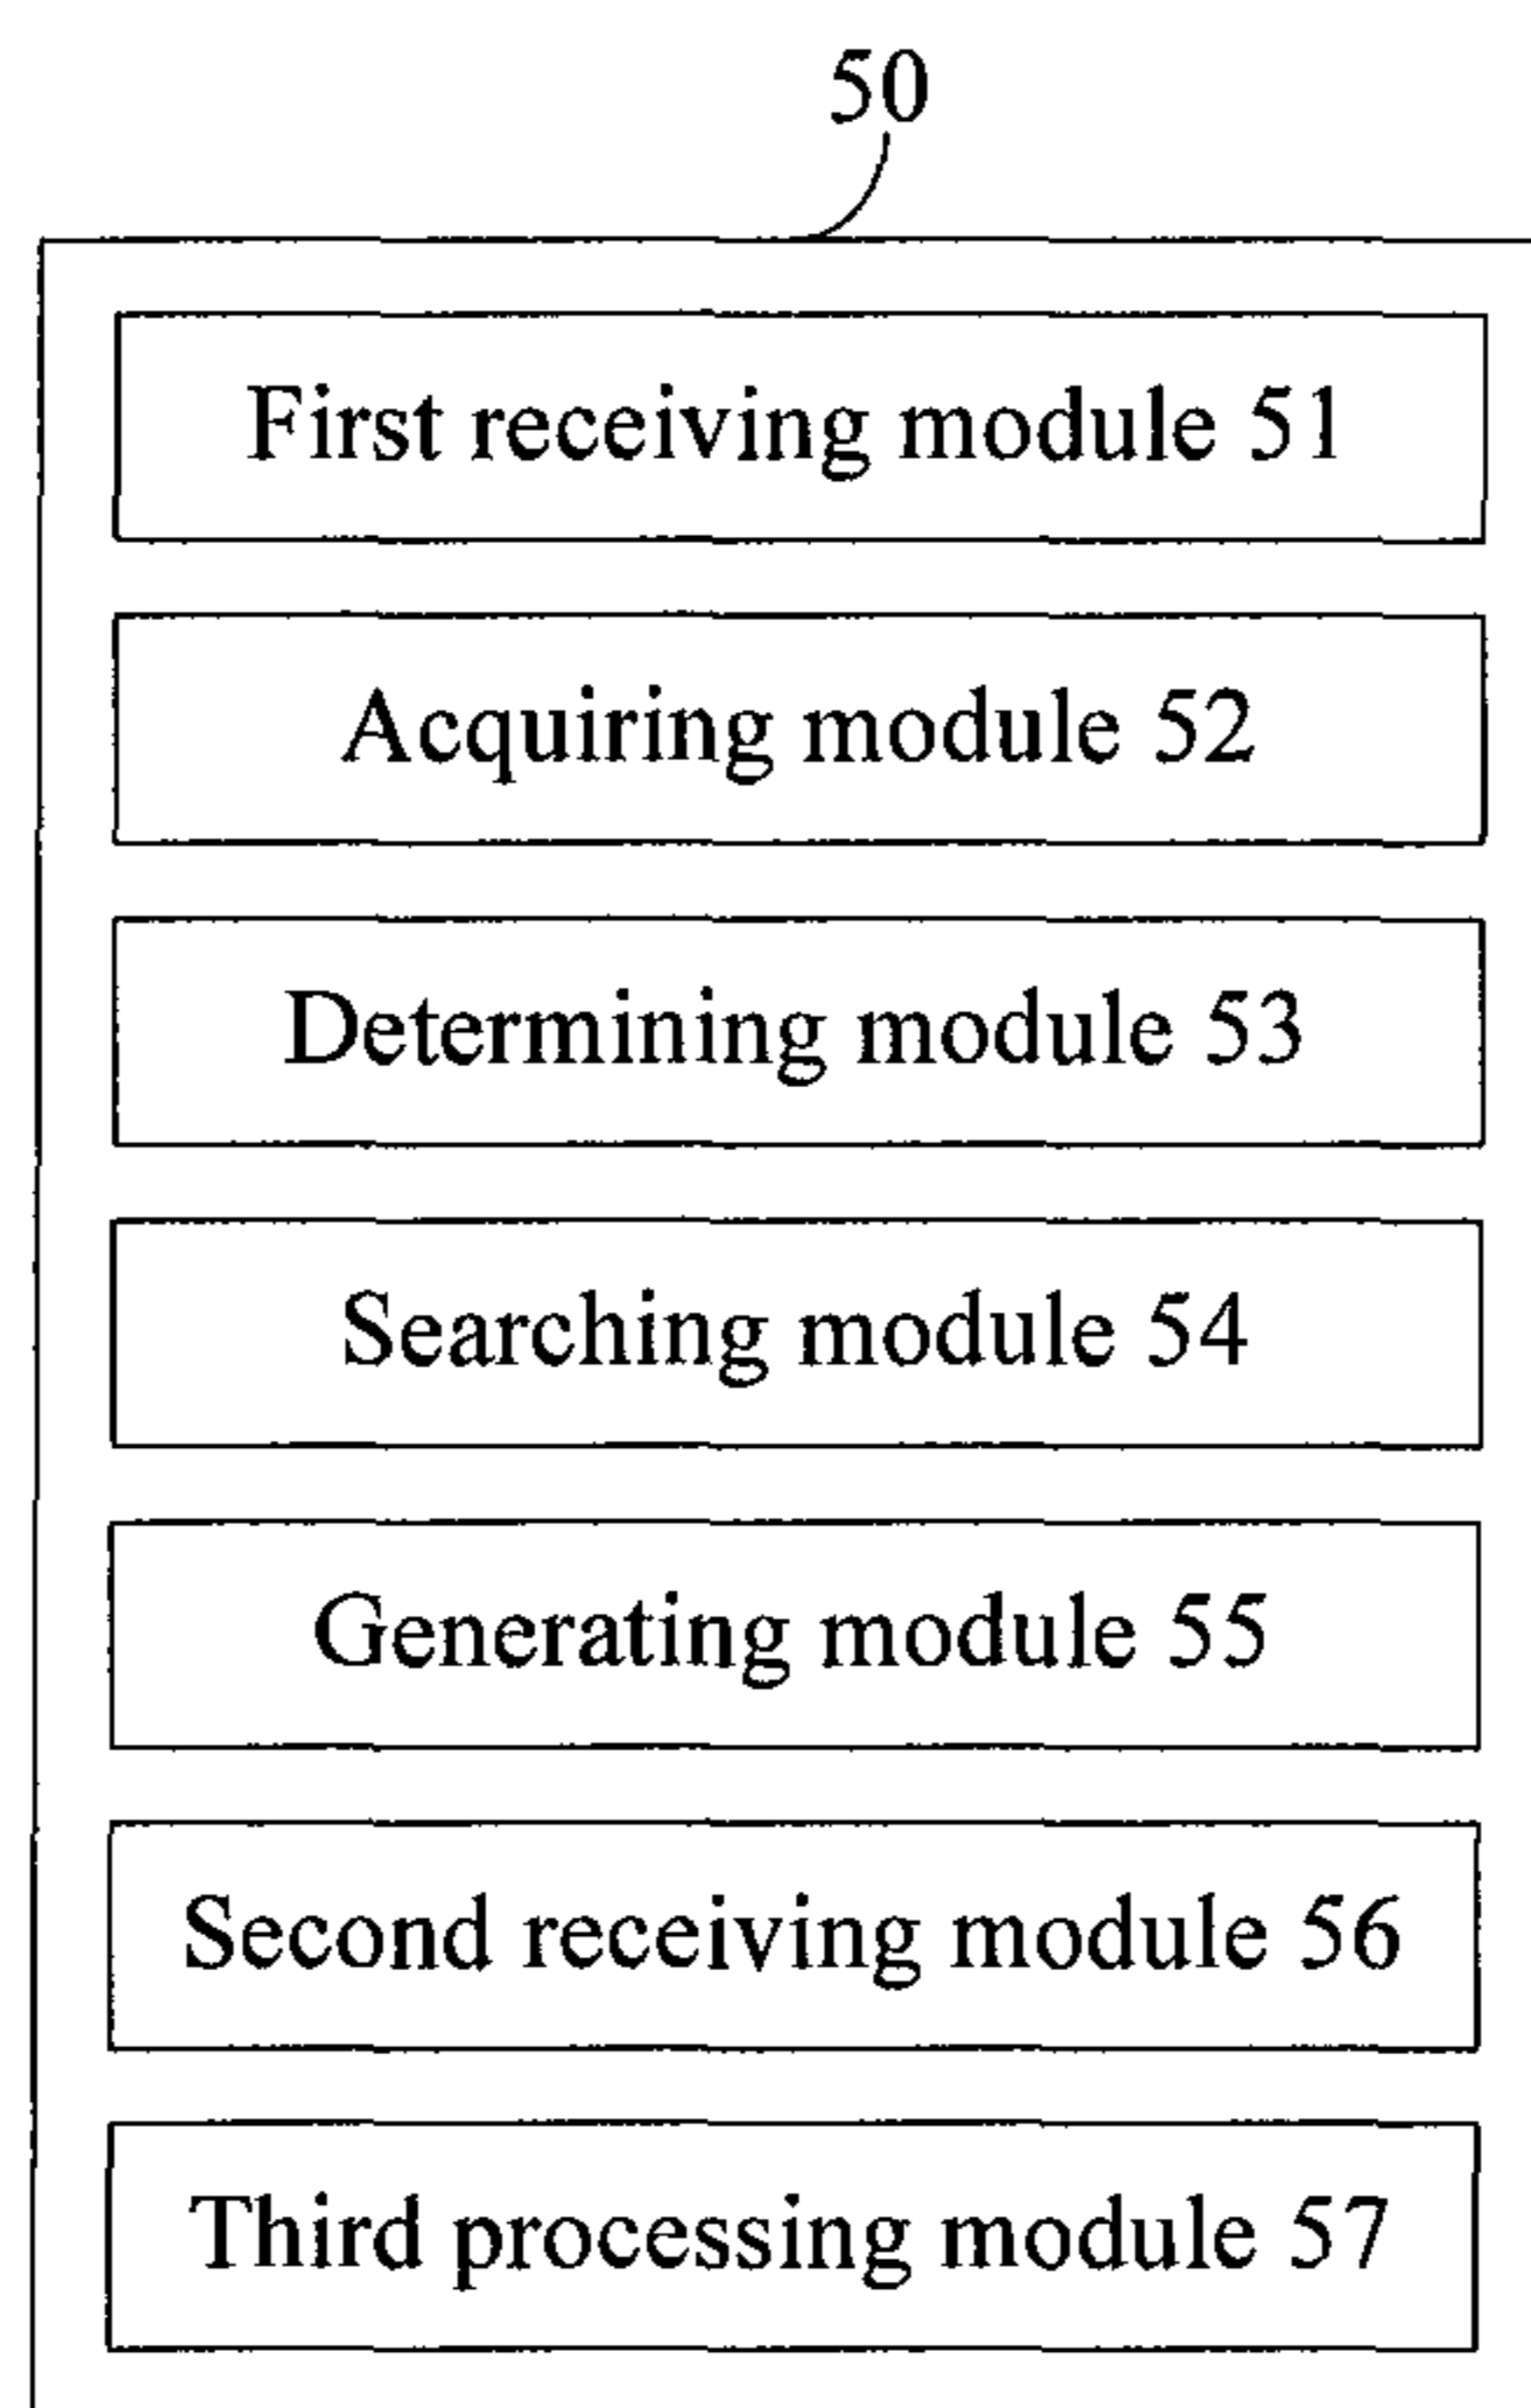 50
First receiving module 51
Acquiring module 52
Determining module 53
Searching module 54
Generating module 55
Second receiving module 56
Third processing module 57